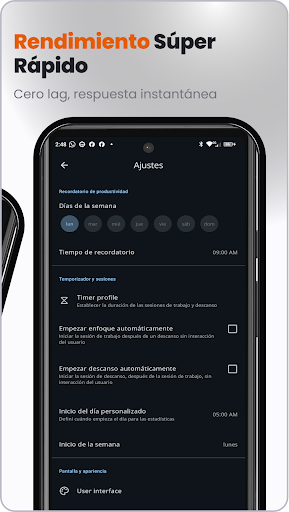 Rendimiento Súper
Rápido
Cero lag, respuesta instantánea
2:46
Ajustes
Recordatorio de productividad
Días de la semana
lun mar mié jue vie sáb dom
Tiempo de recordatorio 09:00 AM
Temporizador y sesiones
Timer profile
Establecer la duración de las sesiones de trabajo y descanso
Empezar enfoque automáticamente
Iniciar la sesión de trabajo después de un descanso sin interacción
del usuario
Empezar descanso automáticamente
Iniciar la sesión de descanso, después de la sesión de trabajo, sin
interacción del usuario
Inicio del día personalizado 05:00 AM
Definí cuándo empieza el día para las estadísticas
Inicio de la semana lunes
Pantalla y apariencia
User interface